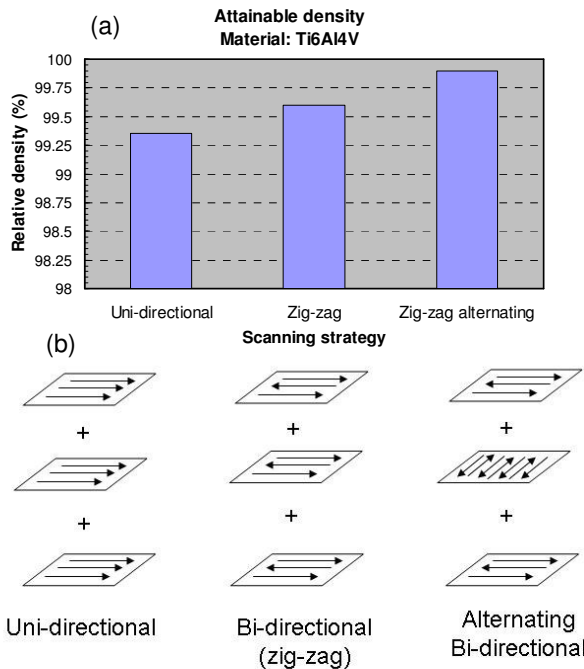 (a)
Attainable density
Material: Ti6Al4V
Relative density (%)
100
99.75
99.5
99.25
99
98.75
98.5
98.25
98
Uni-directional Zig-zag Zig-zag alternating
Scanning strategy
(b)
+ + +
+ + +
Uni-directional Bi-directional Alternating
(zig-zag) Bi-directional